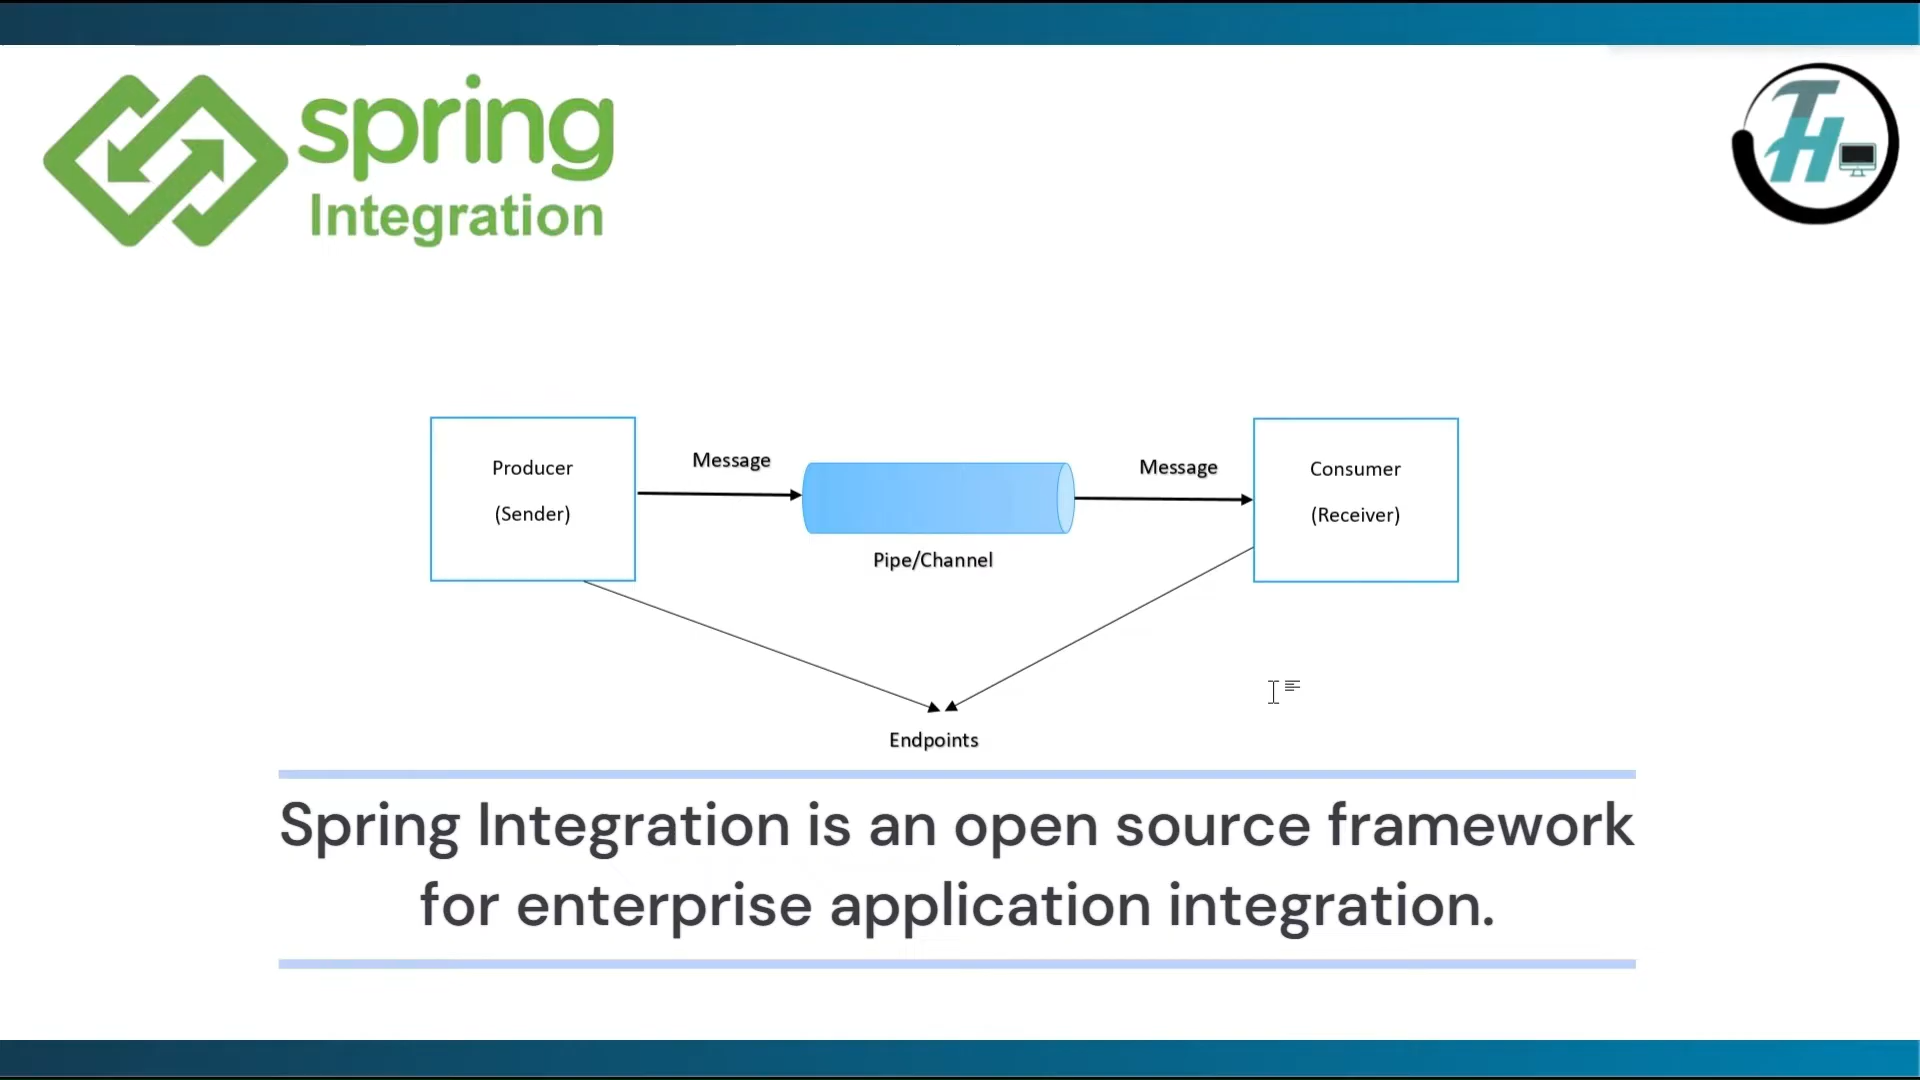 spring
Integration
TH
Producer
(Sender)
Message
Pipe/Channel
Message
Consumer
(Receiver)
Endpoints
Spring Integration is an open source framework
for enterprise application integration.